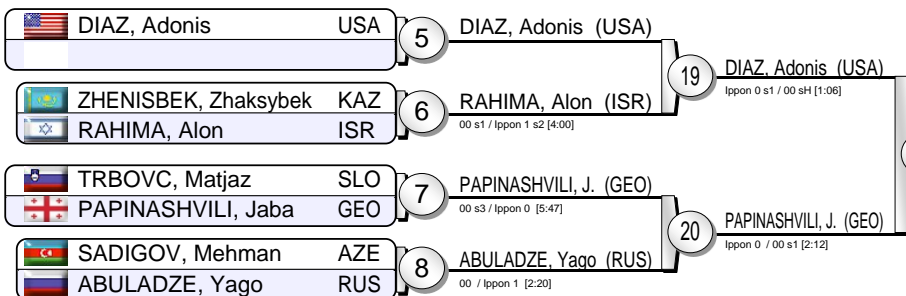 DIAZ, Adonis USA
5
DIAZ, Adonis (USA)
ZHENISBEK, Zhaksybek KAZ
RAHIMA, Alon ISR
6
RAHIMA, Alon (ISR)
00 s1 / Ippon 1 s2 [4:00]
19
DIAZ, Adonis (USA)
Ippon 0 s1 / 00 sH [1:06]
TRBOVC, Matjaz SLO
PAPINASHVILI, Jaba GEO
7
PAPINASHVILI, J. (GEO)
00 s3 / Ippon 0 [5:47]
SADIGOV, Mehman AZE
ABULADZE, Yago RUS
8
ABULADZE, Yago (RUS)
00 / Ippon 1 [2:20]
20
PAPINASHVILI, J. (GEO)
Ippon 0 / 00 s1 [2:12]